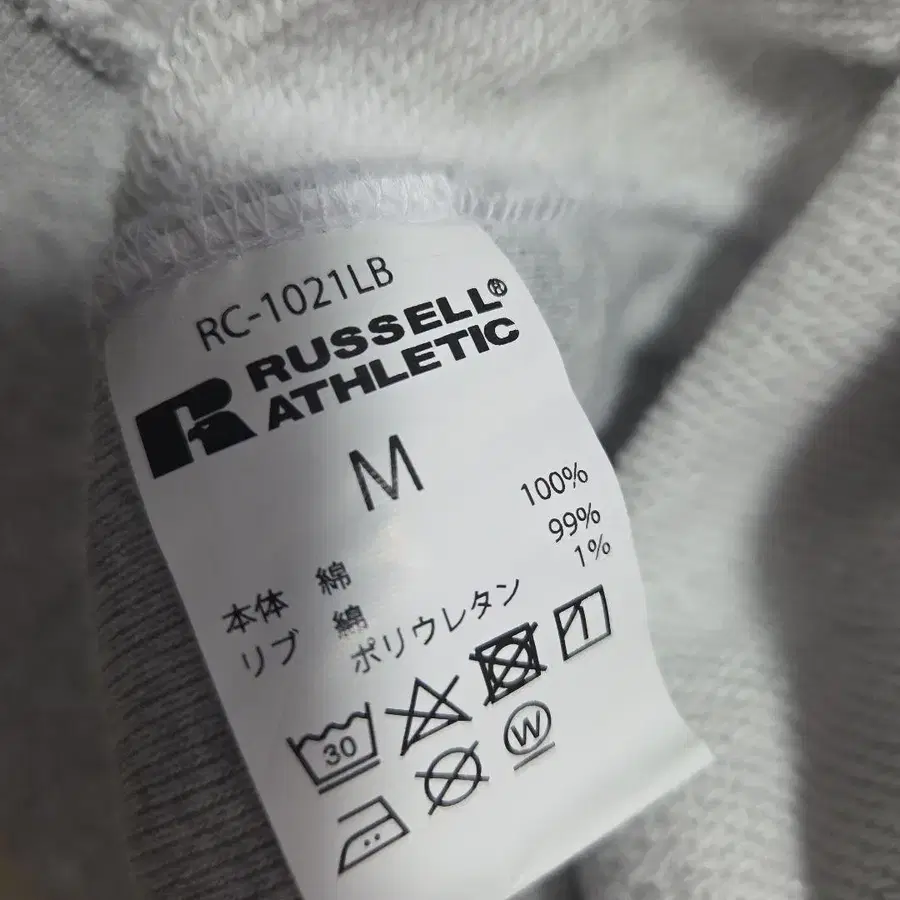 RC-1021LB
RUSSELL®
ATHLETIC
M
本体 綿 100%
リブ 綿 99%
ポリウレタン 1%
30
W